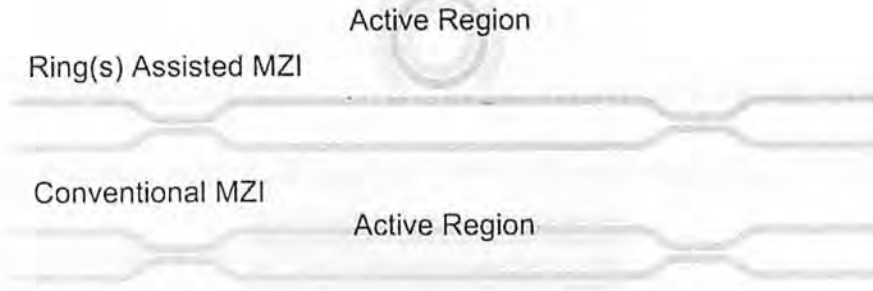 Active Region
Ring(s) Assisted MZI
Conventional MZI
Active Region